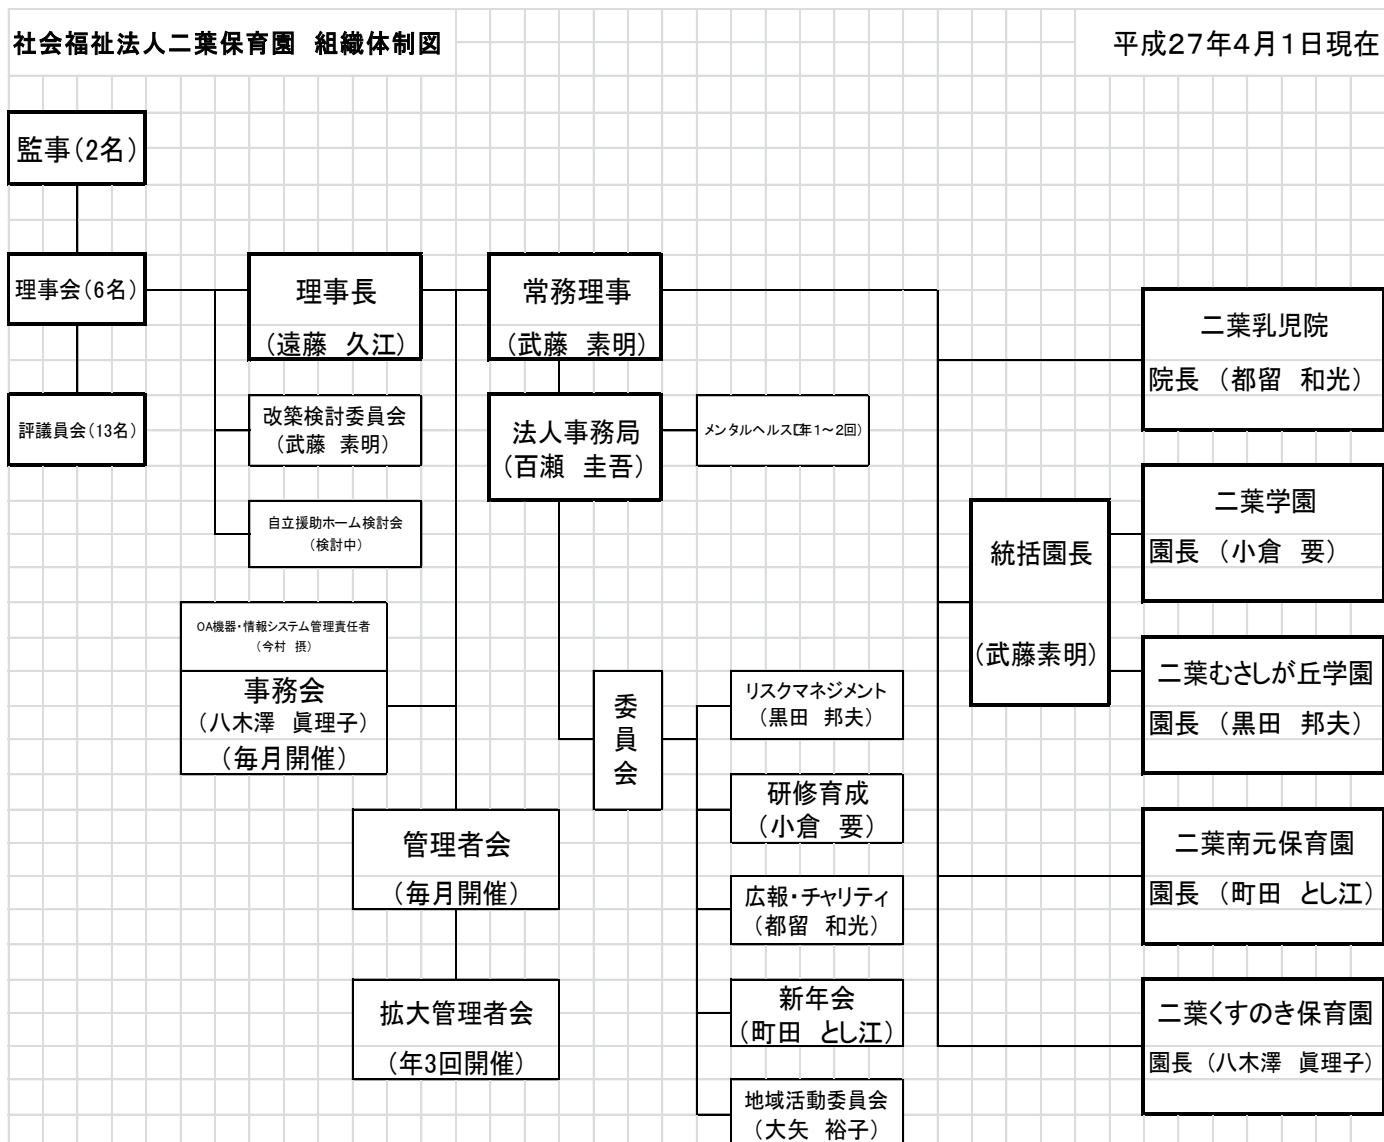 社会福祉法人二葉保育園　組織体制図
平成27年4月1日現在
監事(2名)
理事会(6名)
評議員会(13名)
理事長
(遠藤　久江)
改築検討委員会
(武藤　素明)
自立援助ホーム検討会
(検討中)
OA機器・情報システム管理責任者
(今村　摂)
事務会
(八木澤　眞理子)
(毎月開催)
管理者会
(毎月開催)
拡大管理者会
(年3回開催)
常務理事
(武藤　素明)
法人事務局
(百瀬　圭吾)
メンタルヘルス(年1～2回)
委員会
リスクマネジメント
(黒田　邦夫)
研修育成
(小倉　要)
広報・チャリティ
(都留　和光)
新年会
(町田　とし江)
地域活動委員会
(大矢　裕子)
統括園長
(武藤素明)
二葉乳児院
院長　(都留　和光)
二葉学園
園長　(小倉　要)
二葉むさしが丘学園
園長　(黒田　邦夫)
二葉南元保育園
園長　(町田　とし江)
二葉くすのき保育園
園長　(八木澤　眞理子)